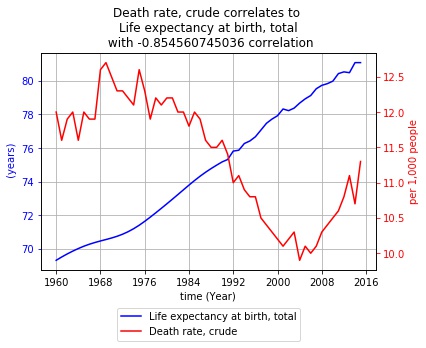 Death rate, crude correlates to
Life expectancy at birth, total
with -0.854560745036 correlation
80
78
76
74
72
70
(years)
12.5
12.0
11.5
11.0
10.5
10.0
per 1,000 people
1960 1968 1976 1984 1992 2000 2008 2016
time (Year)
Life expectancy at birth, total
Death rate, crude